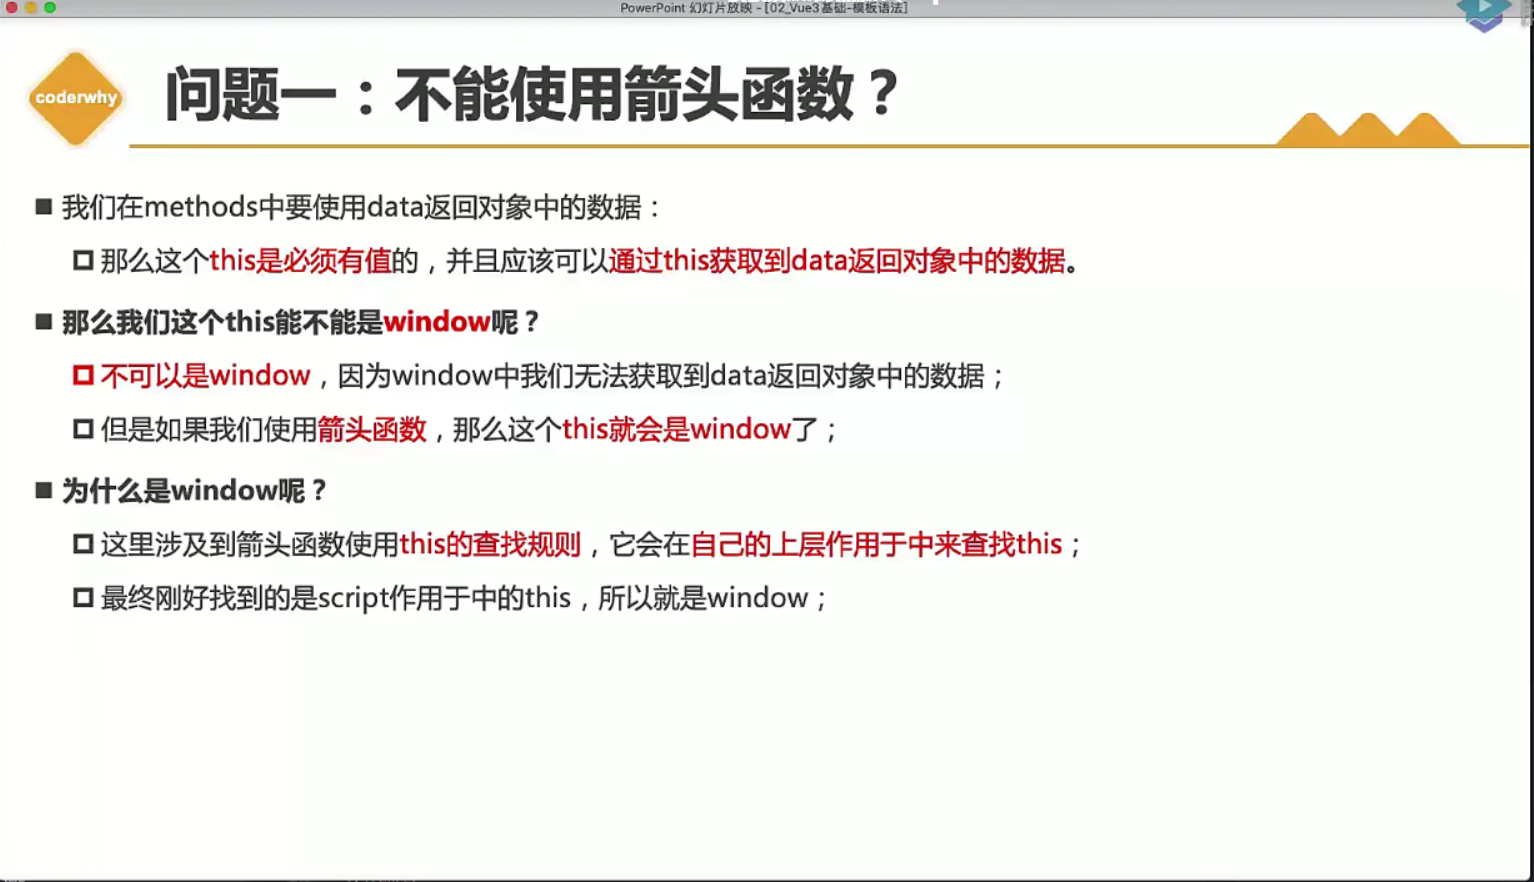 PowerPoint 幻灯片放映 - [02_Vue3基础-模板语法]
coderwhy
问题一：不能使用箭头函数？
我们在methods中要使用data返回对象中的数据：
那么这个this是必须有值的，并且应该可以通过this获取到data返回对象中的数据。
那么我们这个this能不能是window呢？
不可以是window，因为window中我们无法获取到data返回对象中的数据；
但是如果我们使用箭头函数，那么这个this就会是window了；
为什么是window呢？
这里涉及到箭头函数使用this的查找规则，它会在自己的上层作用于中来查找this；
最终刚好找到的是script作用于中的this，所以就是window；